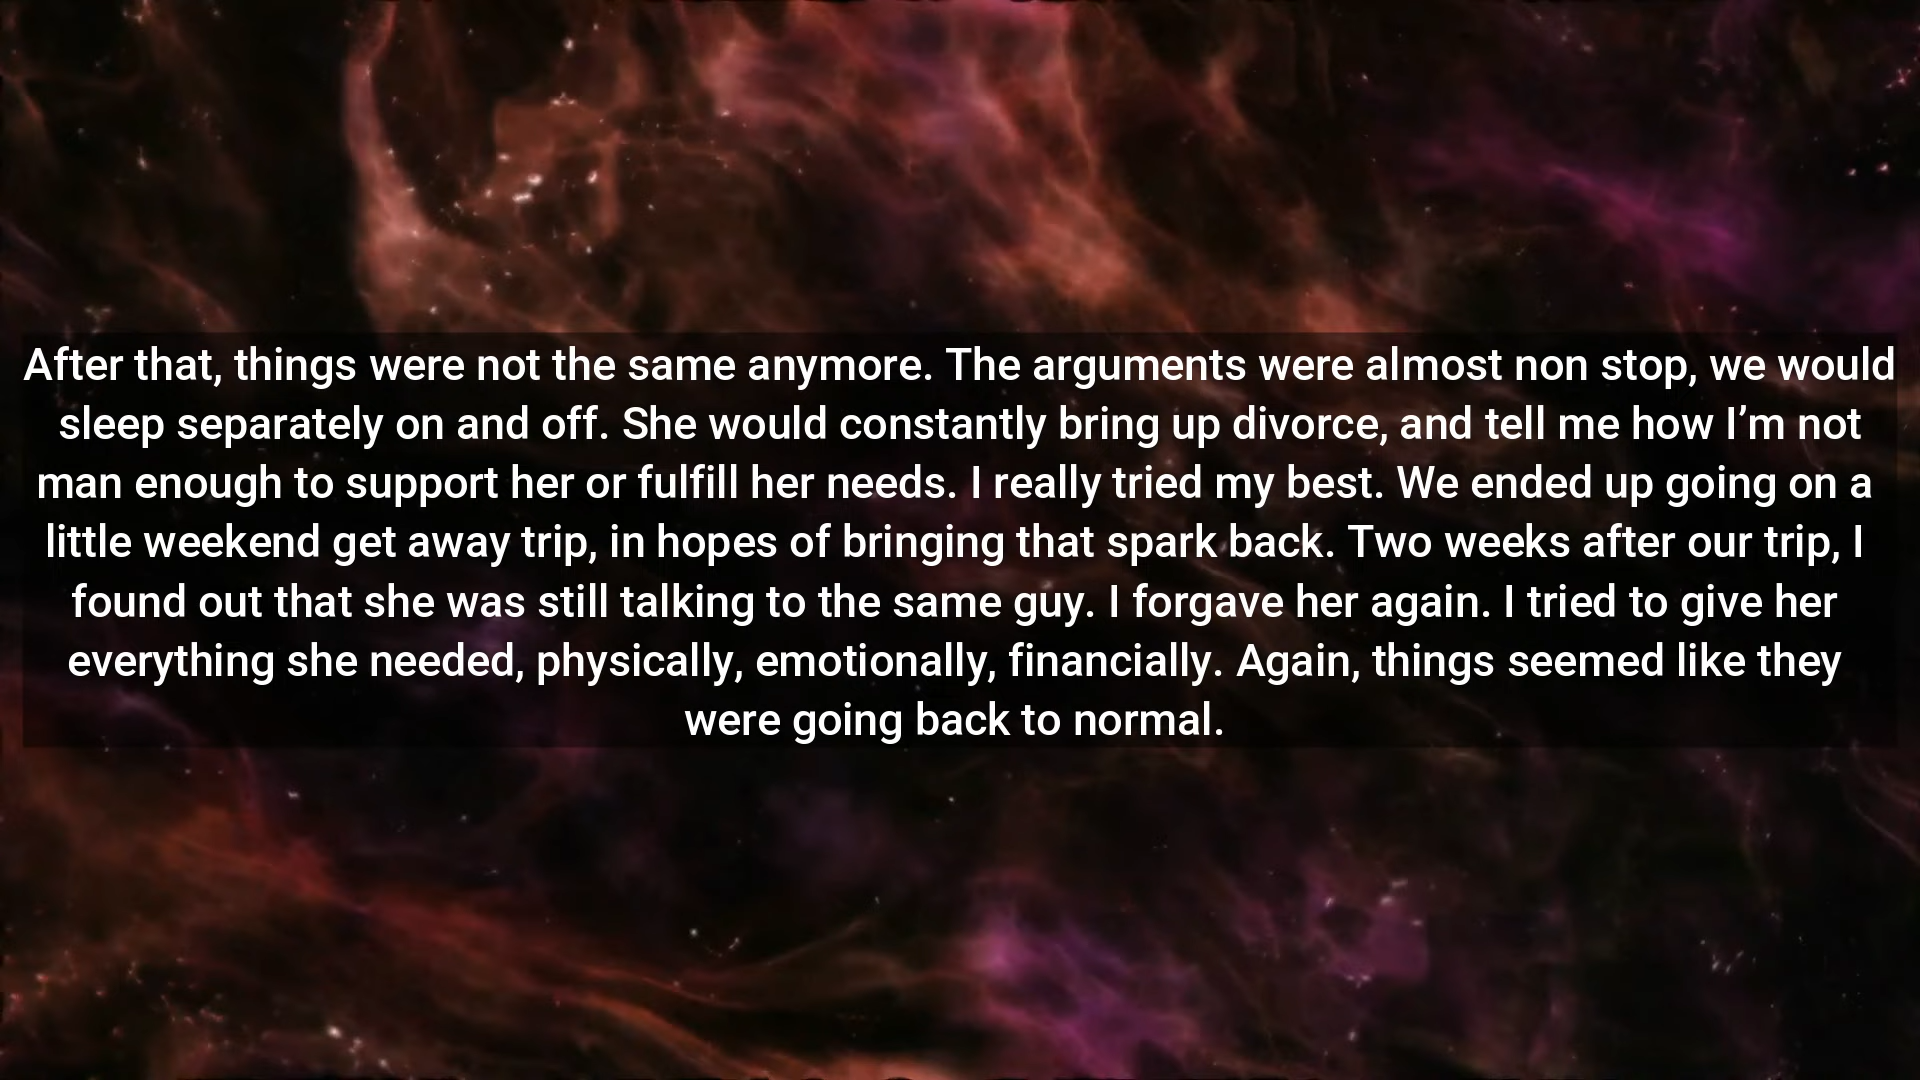 After that, things were not the same anymore. The arguments were almost non stop, we would
sleep separately on and off. She would constantly bring up divorce, and tell me how I’m not
man enough to support her or fulfill her needs. I really tried my best. We ended up going on a
little weekend get away trip, in hopes of bringing that spark back. Two weeks after our trip, I
found out that she was still talking to the same guy. I forgave her again. I tried to give her
everything she needed, physically, emotionally, financially. Again, things seemed like they
were going back to normal.